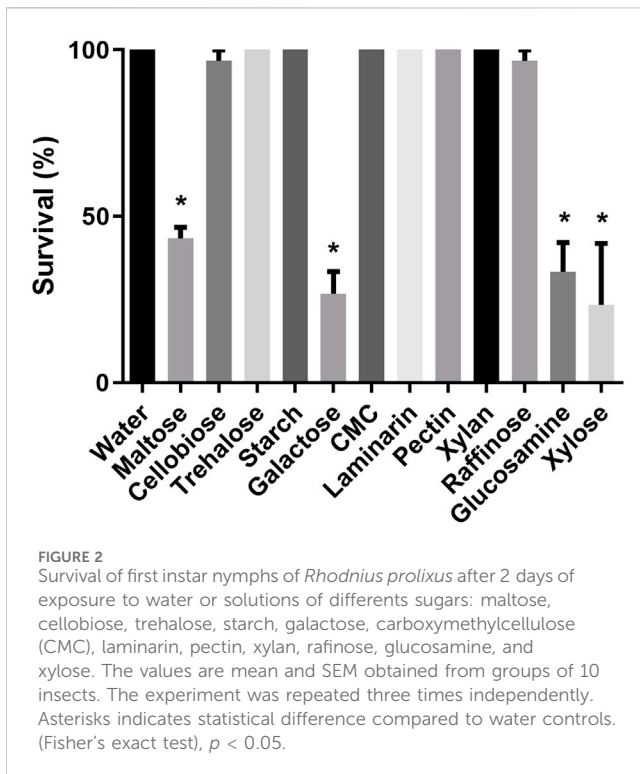 100
50
0
Survival (%)
*
*
*
*
Water
Maltose
Cellobiose
Trehalose
Starch
Galactose
CMC
Laminarin
Pectin
Xylan
Raffinose
Glucosamine
Xylose
FIGURE 2
Survival of first instar nymphs of Rhodnius prolixus after 2 days of
exposure to water or solutions of differents sugars: maltose,
cellobiose, trehalose, starch, galactose, carboxymethylcellulose
(CMC), laminarin, pectin, xylan, rafinose, glucosamine, and
xylose. The values are mean and SEM obtained from groups of 10
insects. The experiment was repeated three times independently.
Asterisks indicates statistical difference compared to water controls.
(Fisher's exact test), p < 0.05.